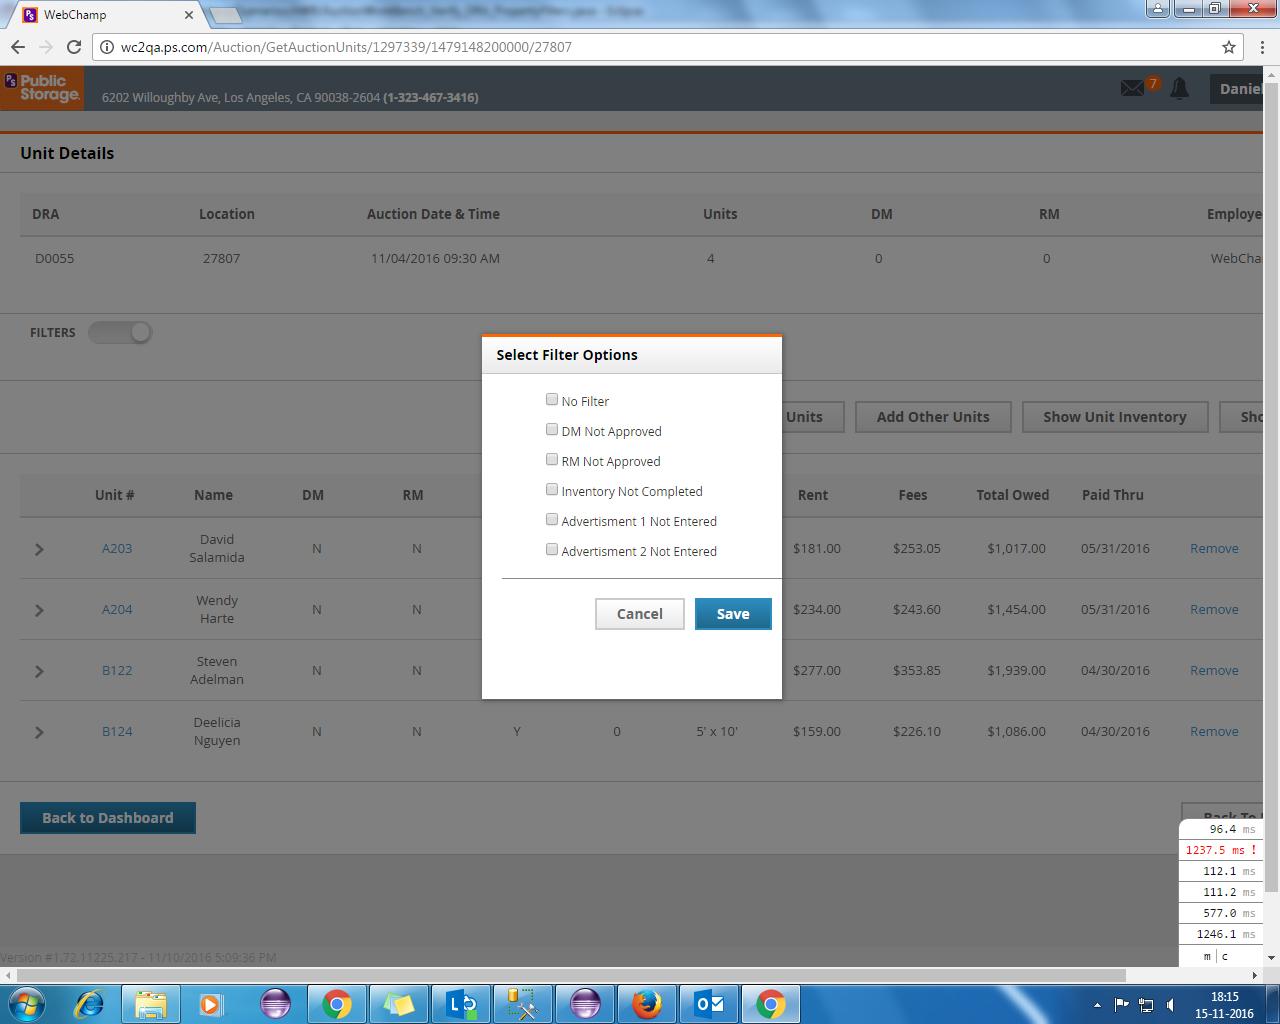 WebChamp
wc2qa.ps.com/Auction/GetAuctionUnits/1297339/1479148200000/27807
PS Public Storage.
6202 Willoughby Ave, Los Angeles, CA 90038-2604 (1-323-467-3416)
7
Daniel
Unit Details
DRA Location Auction Date & Time Units DM RM Employe
D0055 27807 11/04/2016 09:30 AM 4 0 0 WebCha
FILTERS
Select Filter Options
No Filter
DM Not Approved
RM Not Approved
Inventory Not Completed
Advertisment 1 Not Entered
Advertisment 2 Not Entered
Cancel Save
Units Add Other Units Show Unit Inventory Sho
Unit # Name DM RM Rent Fees Total Owed Paid Thru
A203 David Salamida N N $181.00 $253.05 $1,017.00 05/31/2016 Remove
A204 Wendy Harte N N $234.00 $243.60 $1,454.00 05/31/2016 Remove
B122 Steven Adelman N N $277.00 $353.85 $1,939.00 04/30/2016 Remove
B124 Deelicia Nguyen N N Y 0 5' x 10' $159.00 $226.10 $1,086.00 04/30/2016 Remove
Back to Dashboard Back To
96.4 ms
1237.5 ms !
112.1 ms
111.2 ms
577.0 ms
1246.1 ms
m | c
Version #1.72.11225.217 - 11/10/2016 5:09:36 PM
18:15
15-11-2016